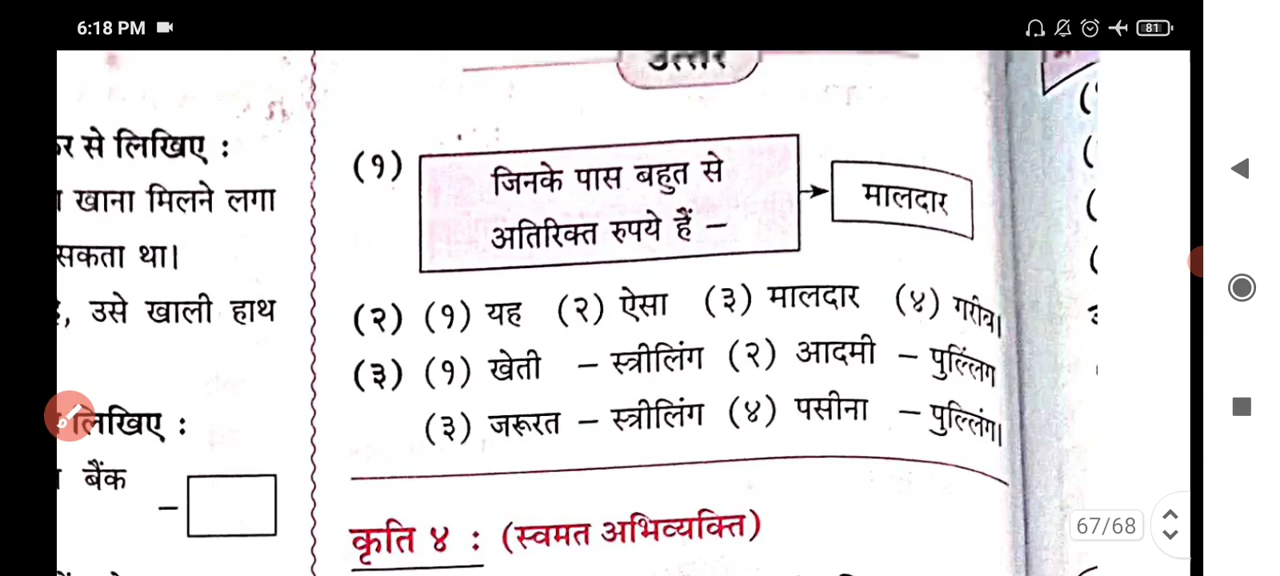 6:18 PM
81
उत्तर
र से लिखिए :
खाना मिलने लगा
सकता था।
, उसे खाली हाथ
लिखिए :
बैंक –
(१) जिनके पास बहुत से
अतिरिक्त रुपये हैं –
मालदार
(२) (१) यह (२) ऐसा (३) मालदार (४) गरीब।
(३) (१) खेती – स्त्रीलिंग (२) आदमी – पुल्लिंग
(३) जरूरत – स्त्रीलिंग (४) पसीना – पुल्लिंग।
कृति ४ : (स्वमत अभिव्यक्ति)
67/68